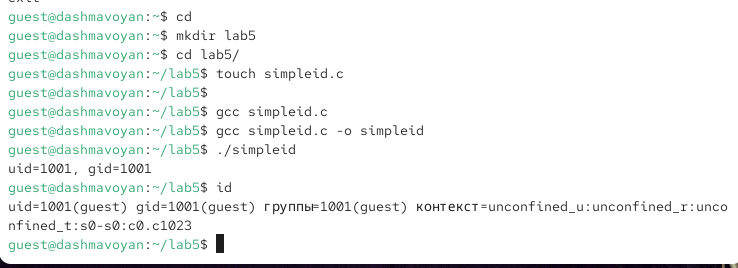 guest@dashmavoyan:~$ cd
guest@dashmavoyan:~$ mkdir lab5
guest@dashmavoyan:~$ cd lab5/
guest@dashmavoyan:~/lab5$ touch simpleid.c
guest@dashmavoyan:~/lab5$
guest@dashmavoyan:~/lab5$ gcc simpleid.c
guest@dashmavoyan:~/lab5$ gcc simpleid.c -o simpleid
guest@dashmavoyan:~/lab5$ ./simpleid
uid=1001, gid=1001
guest@dashmavoyan:~/lab5$ id
uid=1001(guest) gid=1001(guest) группы=1001(guest) контекст=unconfined_u:unconfined_r:unco
nfined_t:s0-s0:c0.c1023
guest@dashmavoyan:~/lab5$